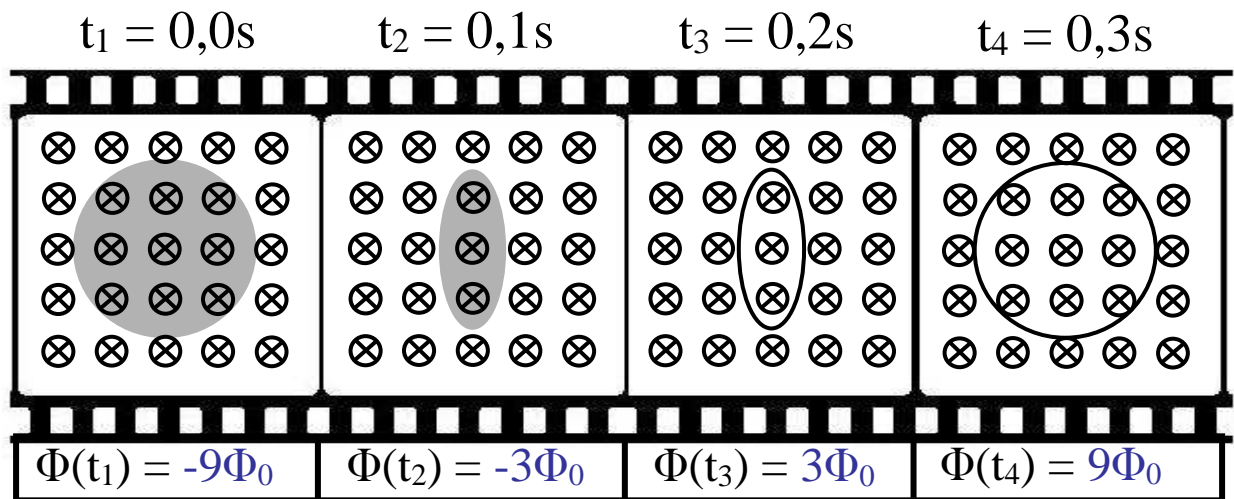 t₁ = 0,0s t₂ = 0,1s t₃ = 0,2s t₄ = 0,3s
Φ(t₁) = -9Φ₀ Φ(t₂) = -3Φ₀ Φ(t₃) = 3Φ₀ Φ(t₄) = 9Φ₀